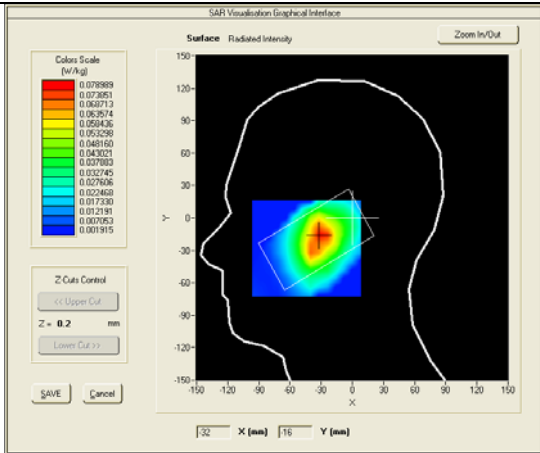 SAR Visualisation Graphical Interface
Surface Radiated Intensity
Zoom In/Out
Colors Scale
(W/kg)
0.078989
0.073851
0.068713
0.063574
0.058436
0.053298
0.048160
0.043021
0.037883
0.032745
0.027606
0.022468
0.017330
0.012191
0.007053
0.001915
Z Cuts Control
<< Upper Cut
Z = 0.2 mm
Lower Cut >>
SAVE Cancel
150
120
90
60
30
0
-30
-60
-90
-120
-150
Y
-150 -120 -90 -60 -30 0 30 60 90 120 150
X
-32 X (mm) -16 Y (mm)